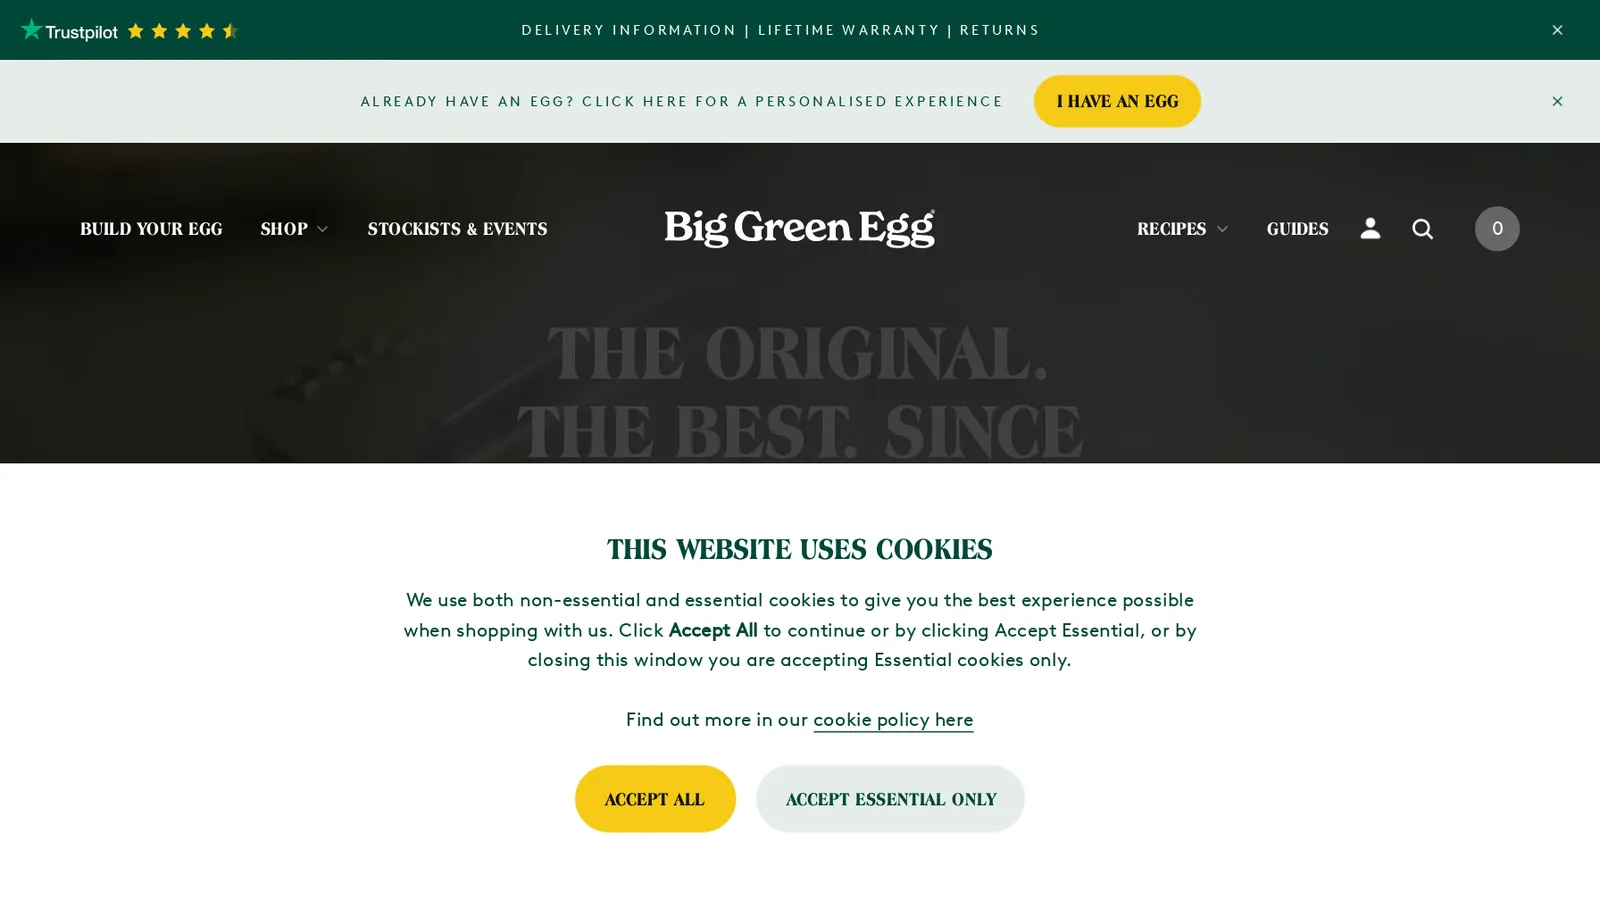 Trustpilot
DELIVERY INFORMATION | LIFETIME WARRANTY | RETURNS
ALREADY HAVE AN EGG? CLICK HERE FOR A PERSONALISED EXPERIENCE
I HAVE AN EGG
BUILD YOUR EGG
SHOP
STOCKISTS & EVENTS
Big Green Egg®
RECIPES
GUIDES
0
THE ORIGINAL.
THE BEST. SINCE
THIS WEBSITE USES COOKIES
We use both non-essential and essential cookies to give you the best experience possible
when shopping with us. Click Accept All to continue or by clicking Accept Essential, or by
closing this window you are accepting Essential cookies only.
Find out more in our cookie policy here
ACCEPT ALL
ACCEPT ESSENTIAL ONLY